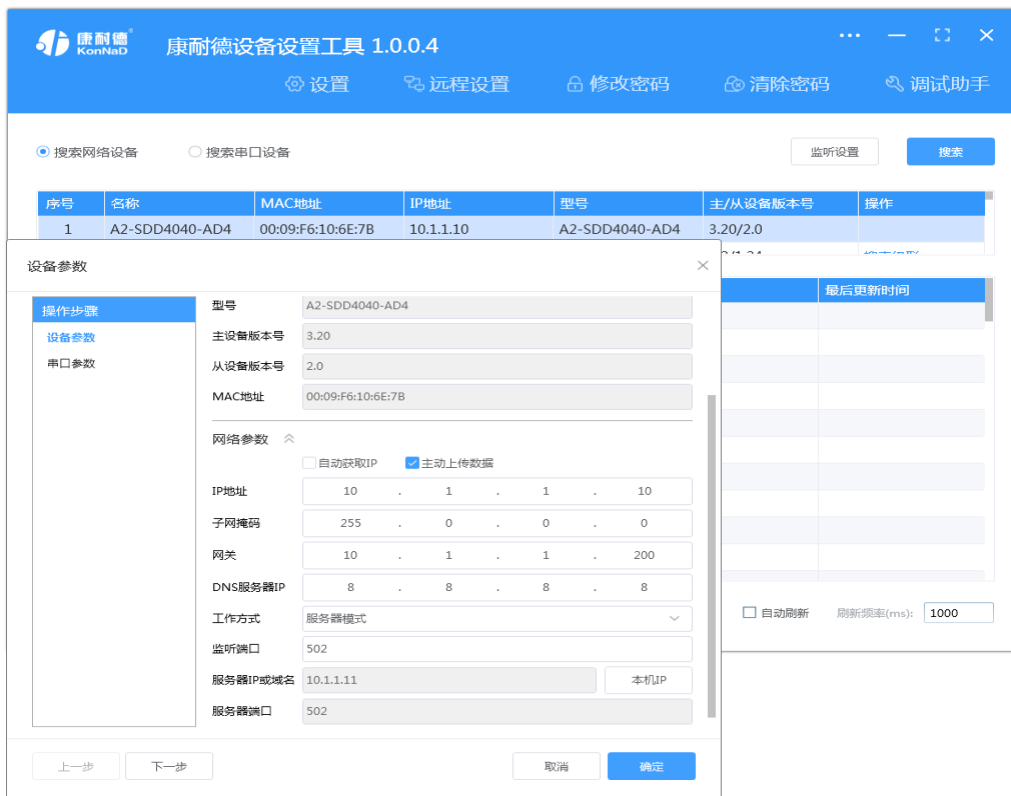 康耐德
KonNaD
康耐德设备设置工具 1.0.0.4
设置 远程设置 修改密码 清除密码 调试助手
搜索网络设备 搜索串口设备 监听设置 搜索
序号 名称 MAC地址 IP地址 型号 主/从设备版本号 操作
1 A2-SDD4040-AD4 00:09:F6:10:6E:7B 10.1.1.10 A2-SDD4040-AD4 3.20/2.0
设备参数
操作步骤
设备参数
串口参数
型号 A2-SDD4040-AD4
主设备版本号 3.20
从设备版本号 2.0
MAC地址 00:09:F6:10:6E:7B
网络参数
自动获取IP 主动上传数据
IP地址 10 . 1 . 1 . 10
子网掩码 255 . 0 . 0 . 0
网关 10 . 1 . 1 . 200
DNS服务器IP 8 . 8 . 8 . 8
工作方式 服务器模式
监听端口 502
服务器IP或域名 10.1.1.11 本机IP
服务器端口 502
上一步 下一步 取消 确定
最后更新时间
自动刷新 刷新频率(ms): 1000